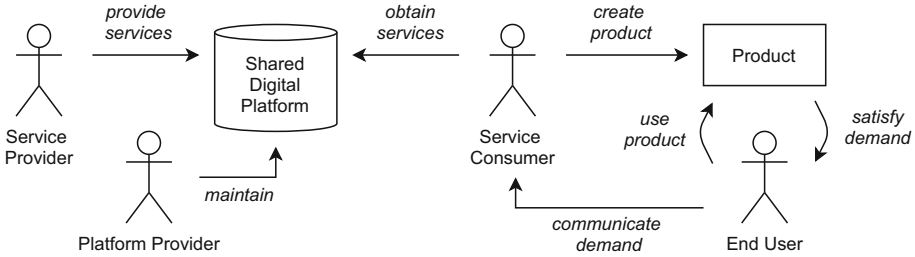 provide
services
obtain
services
create
product
Shared
Digital
Platform
Product
use
product
satisfy
demand
Service
Provider
Service
Consumer
maintain
communicate
demand
Platform Provider
End User